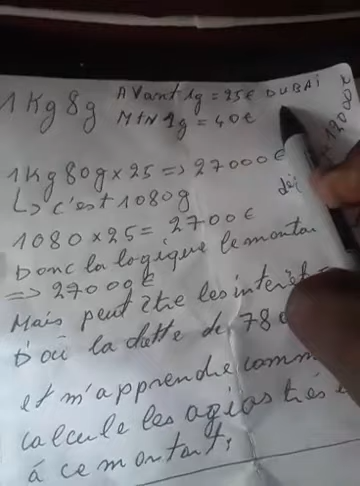 1Kg 8g
Avant 1g = 25€ DUBAI
MIN 1g = 40€
1Kg 80g x 25 => 27000€
L> c'est 1080g
1080 x 25 = 2700€
Donc la logique le montan
=> 27000€
Mais peut être les intérêt
D'où la dette de 78
et m'apprendre comm
calcule les agias très
à ce montant,